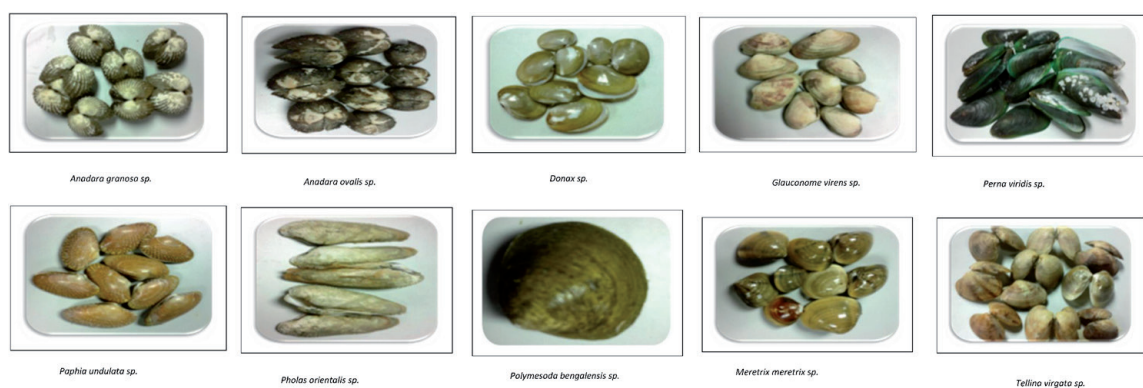 Anadara granosa sp.
Anadara ovalis sp.
Donax sp.
Glauconome virens sp.
Perna viridis sp.
Paphia undulata sp.
Pholas orientalis sp.
Polymesoda bengalensis sp.
Meretrix meretrix sp.
Tellino virgata sp.